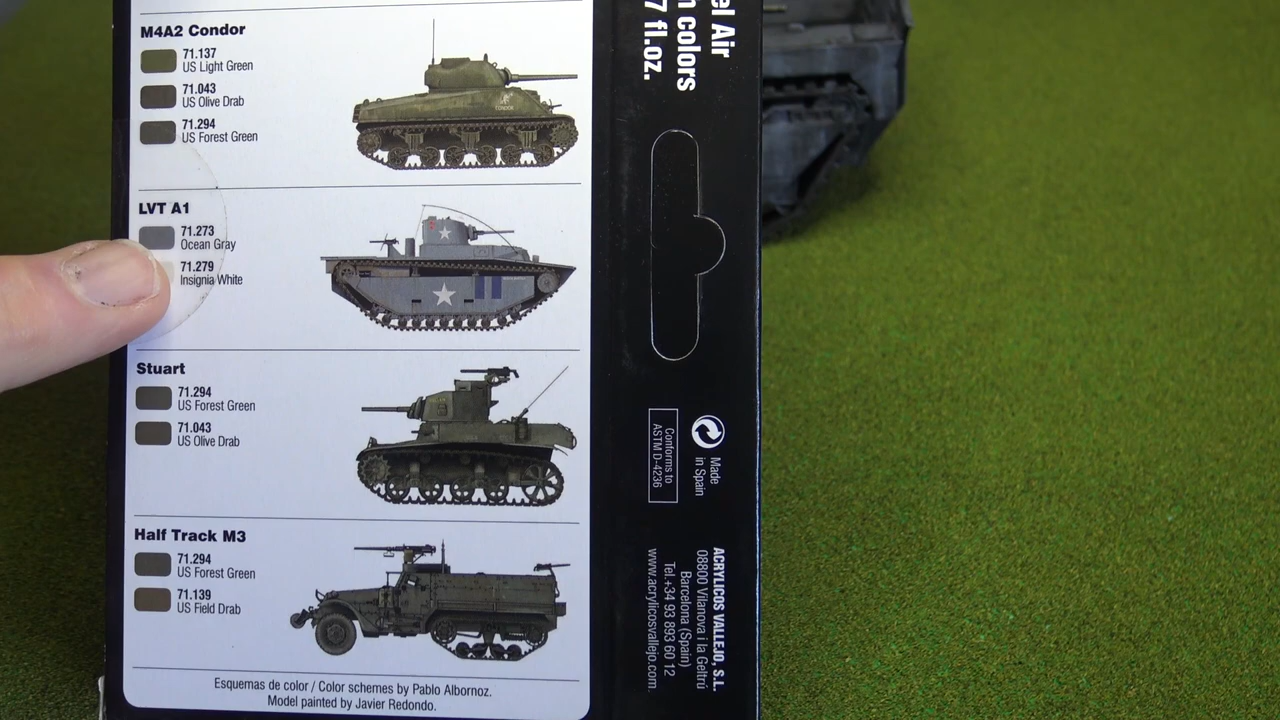 M4A2 Condor
71.137
US Light Green
71.043
US Olive Drab
71.294
US Forest Green
CONDOR
LVT A1
71.273
Ocean Gray
71.279
Insignia White
Stuart
71.294
US Forest Green
71.043
US Olive Drab
Half Track M3
71.294
US Forest Green
71.139
US Field Drab
Esquemas de color / Color schemes by Pablo Albornoz.
Model painted by Javier Redondo.
Air
colors
7 fl.oz.
Conforms to
ASTM D-4236
Made
in Spain
ACRYLICOS VALLEJO, S.L.
08800 Vilanova i la Geltrú
Barcelona (Spain)
Tel.+34 93 893 60 12
www.acrylicosvallejo.com